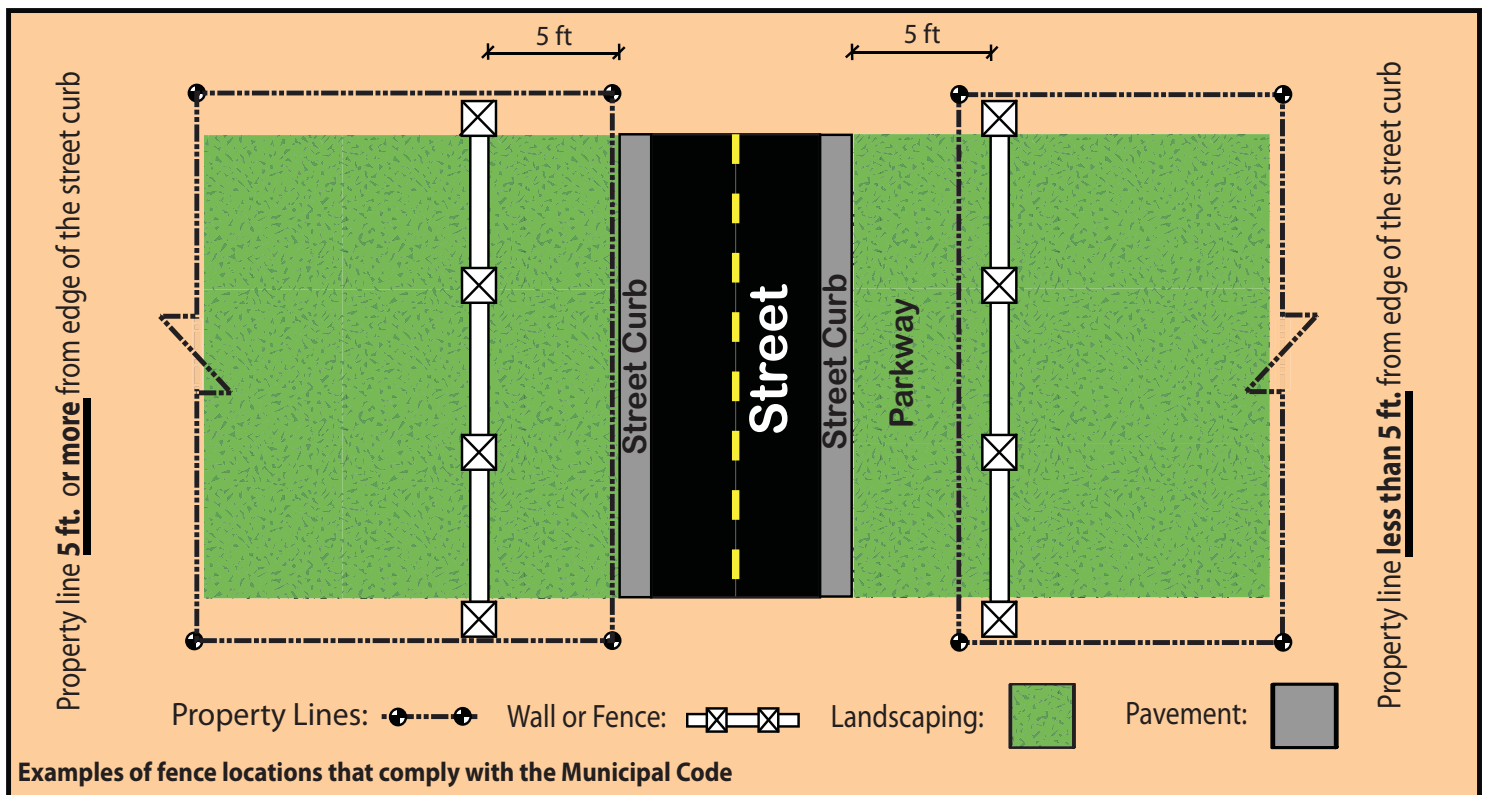 5 ft
5 ft
Property line 5 ft. or more from edge of the street curb
Street Curb
Street
Street Curb
Parkway
Property line less than 5 ft. from edge of the street curb
Property Lines:
Wall or Fence:
Landscaping:
Pavement:
Examples of fence locations that comply with the Municipal Code